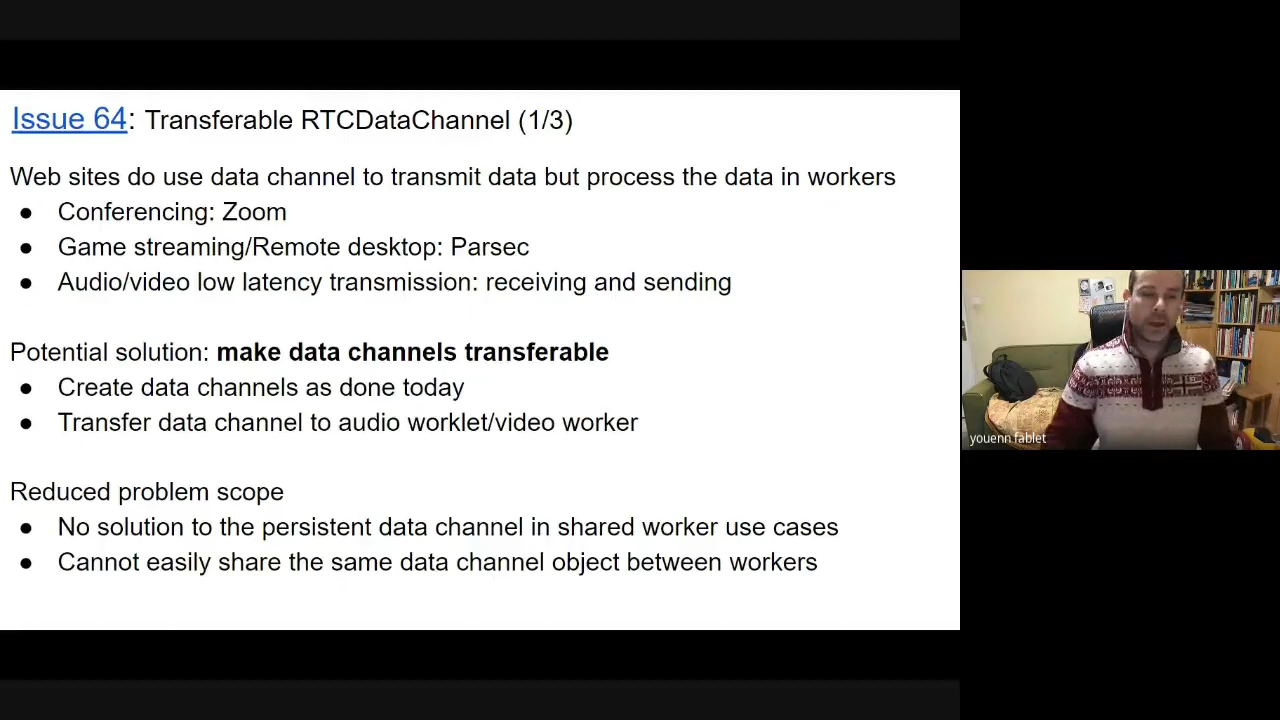 Issue 64: Transferable RTCDataChannel (1/3)
Web sites do use data channel to transmit data but process the data in workers
● Conferencing: Zoom
● Game streaming/Remote desktop: Parsec
● Audio/video low latency transmission: receiving and sending
Potential solution: make data channels transferable
● Create data channels as done today
● Transfer data channel to audio worklet/video worker
Reduced problem scope
● No solution to the persistent data channel in shared worker use cases
● Cannot easily share the same data channel object between workers
youenn fablet